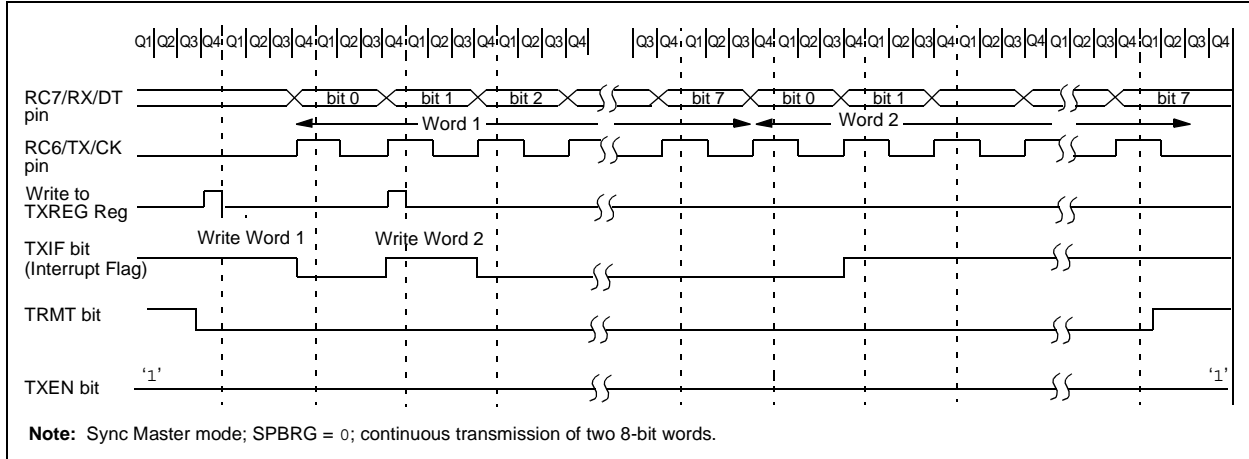 Q1 Q2 Q3 Q4 Q1 Q2 Q3 Q4 Q1 Q2 Q3 Q4 Q1 Q2 Q3 Q4 Q1 Q2 Q3 Q4 Q3 Q4 Q1 Q2 Q3 Q4 Q1 Q2 Q3 Q4 Q1 Q2 Q3 Q4 Q1 Q2 Q3 Q4 Q1 Q2 Q3 Q4 Q1 Q2 Q3 Q4
RC7/RX/DT
pin
bit 0 bit 1 bit 2 bit 7 bit 0 bit 1 bit 7
Word 1 Word 2
RC6/TX/CK
pin
Write to
TXREG Reg
Write Word 1 Write Word 2
TXIF bit
(Interrupt Flag)
TRMT bit
TXEN bit
‘1’ ‘1’
Note: Sync Master mode; SPBRG = 0; continuous transmission of two 8-bit words.